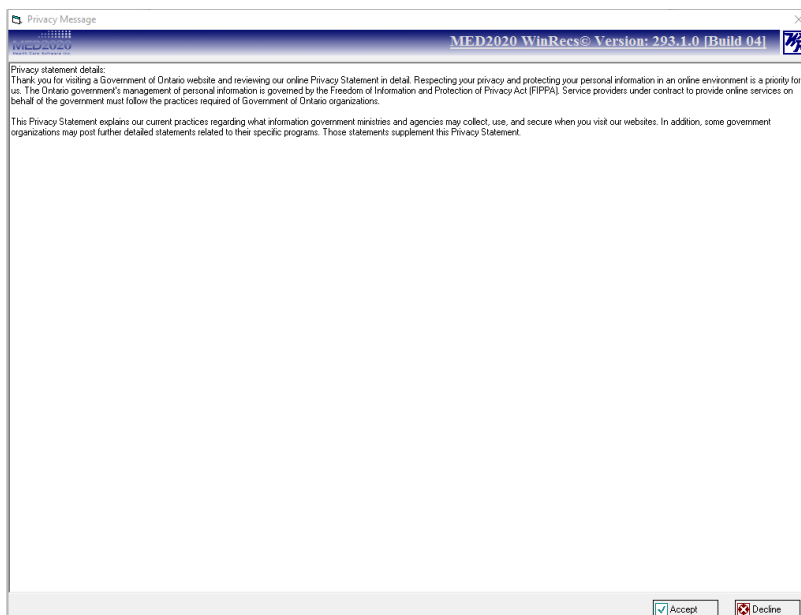 Privacy Message
MED2020
Health Care Software Inc.
MED2020 WinRecs© Version: 293.1.0 [Build 04]
WR
Privacy statement details:
Thank you for visiting a Government of Ontario website and reviewing our online Privacy Statement in detail. Respecting your privacy and protecting your personal information in an online environment is a priority for
us. The Ontario government's management of personal information is governed by the Freedom of Information and Protection of Privacy Act (FIPPA). Service providers under contract to provide online services on
behalf of the government must follow the practices required of Government of Ontario organizations.
This Privacy Statement explains our current practices regarding what information government ministries and agencies may collect, use, and secure when you visit our websites. In addition, some government
organizations may post further detailed statements related to their specific programs. Those statements supplement this Privacy Statement.
Accept
Decline